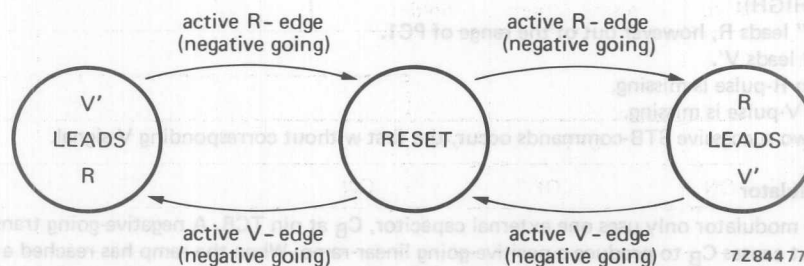 active R-edge
(negative going)
active R-edge
(negative going)
V'
LEADS
R
RESET
R
LEADS
V'
active V-edge
(negative going)
active V-edge
(negative going)
7Z84477